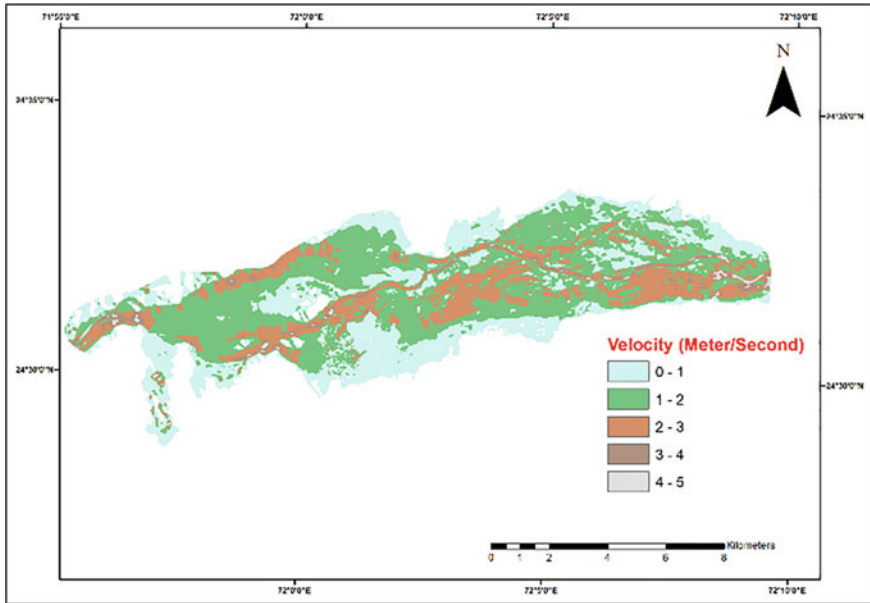 71°55'0"E 72°0'0"E 72°5'0"E 72°10'0"E
N
24°35'0"N
24°35'0"N
Velocity (Meter/Second)
0 - 1
24°30'0"N
24°30'0"N
1 - 2
2 - 3
3 - 4
4 - 5
Kilometers
0 1 2 4 6 8
72°0'0"E 72°5'0"E 72°10'0"E